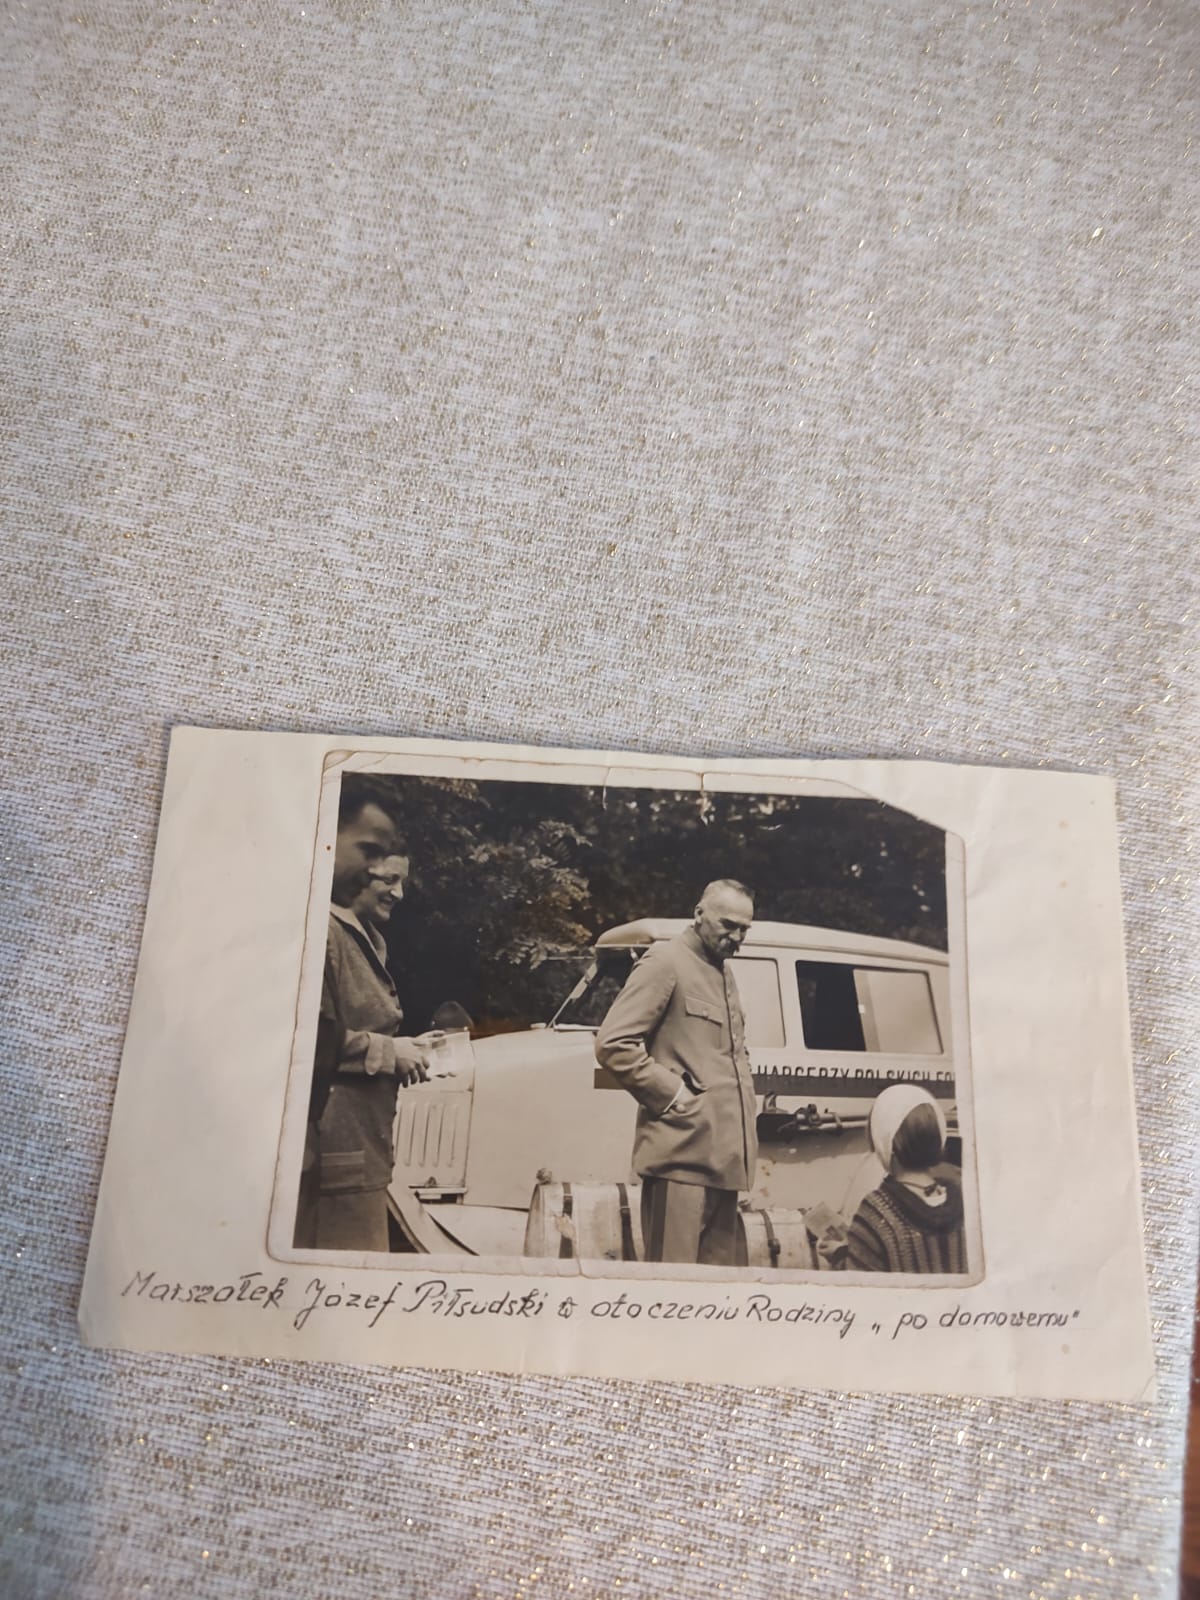 HARCERZY POLSKICH
Marszałek Józef Piłsudski w otoczeniu Rodziny „po domowemu"